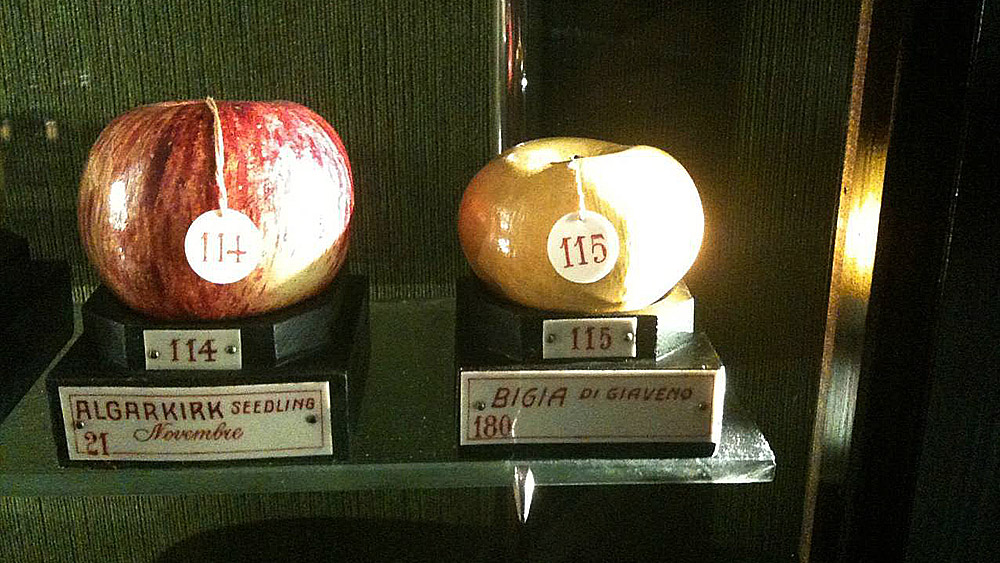 114
114
ALGARKIRK SEEDLING
21 Novembre
115
115
BIGIA DI GIAVENO
180